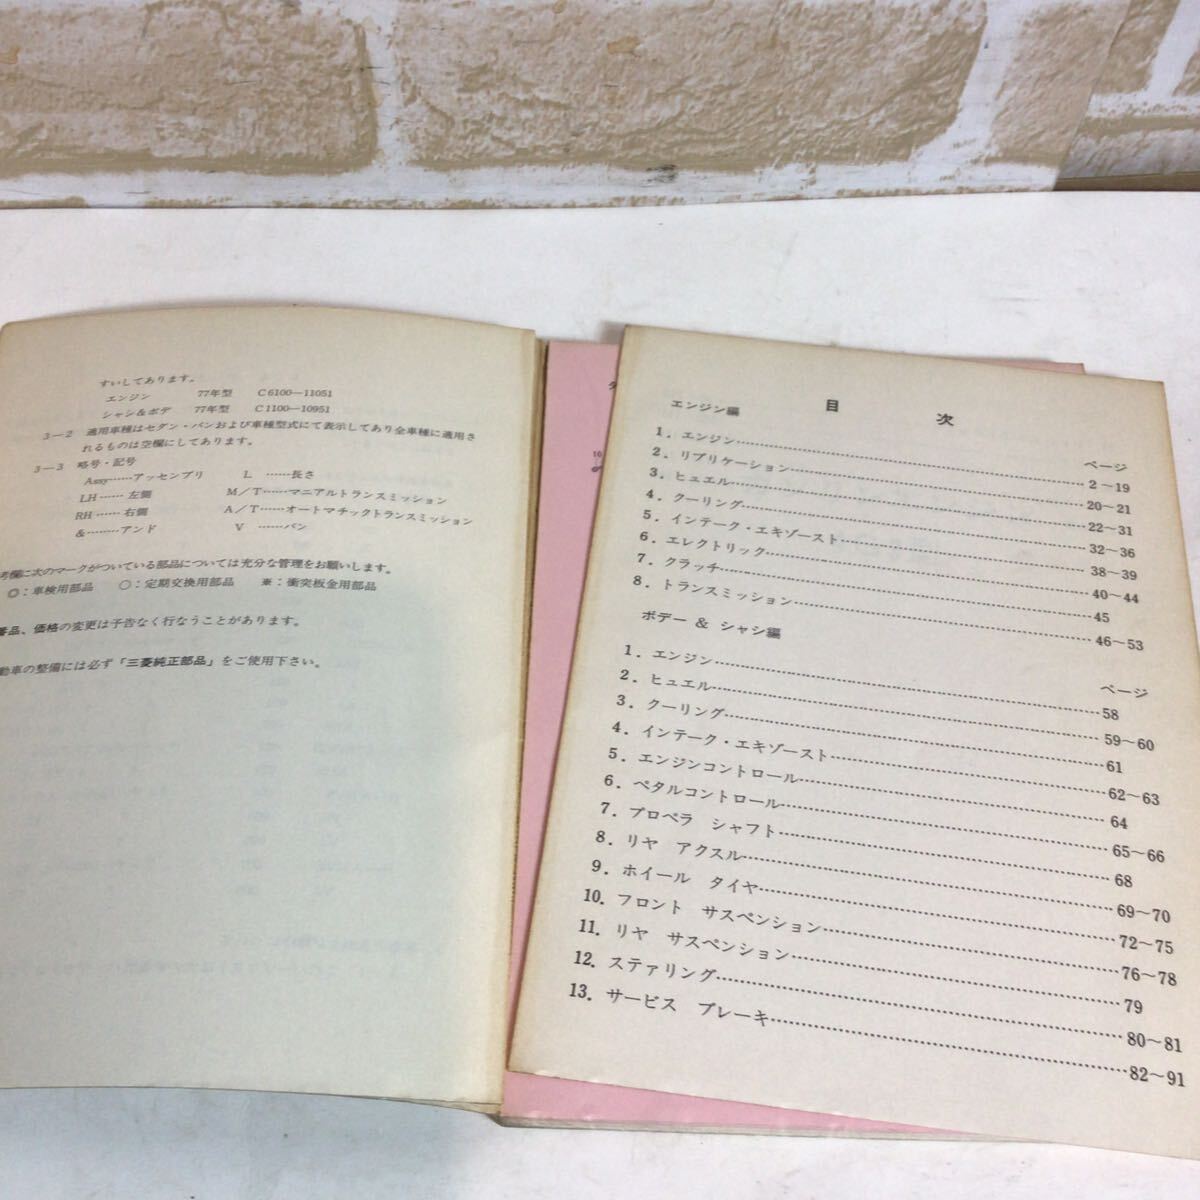 すいしてあります。
エンジン 77年型 C6100—11051
シャシ&ボデ 77年型 C1100—10951
3—2 適用車種はセダン・バンおよび車種型式にて表示してあり全車種に適用さ
れるものは空欄にしてあります。
3—3 略号・記号
Assy……アッセンブリ L ……長さ
LH…… 左側 M/T……マニアルトランスミッション
RH …… 右側 A/T……オートマチックトランスミッション
&………アンド V ……バン
考欄に次のマークがついている部品については充分な管理をお願いします。
◎:車検用部品 ○:定期交換用部品 ※:衝突板金用部品
番品、価格の変更は予告なく行なうことがあります。
動車の整備には必ず「三菱純正部品」をご使用下さい。
目 次
エンジン編
ページ
1.エンジン……2〜19
2.リブリケーション……20〜21
3.ヒュエル……22〜31
4.クーリング……32〜36
5.インテーク・エキゾースト……38〜39
6.エレクトリック……40〜44
7.クラッチ……45
8.トランスミッション……46〜53
ボデー & シャシ編
ページ
1.エンジン……58
2.ヒュエル……59〜60
3.クーリング……61
4.インテーク・エキゾースト……62〜63
5.エンジンコントロール……64
6.ペタルコントロール……65〜66
7.プロペラ シャフト……68
8.リヤ アクスル……69〜70
9.ホイール タイヤ……72〜75
10.フロント サスペンション……76〜78
11.リヤ サスペンション……79
12.ステァリング……80〜81
13.サービス ブレーキ……82〜91